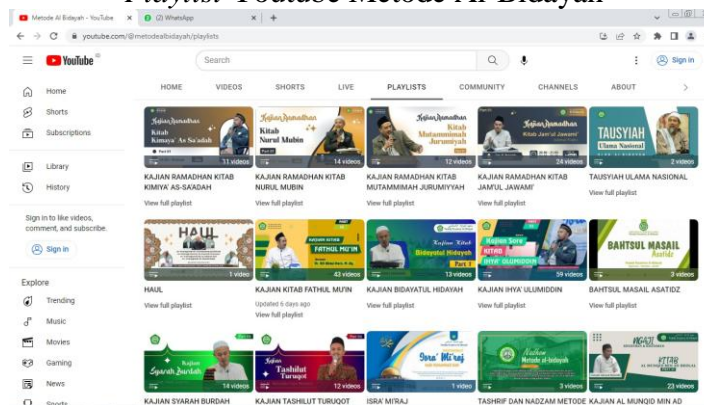 Playlist Youtube Metode Al-Bidayah
Metode Al Bidayah - YouTube
(2) WhatsApp
youtube.com/@metodealbidayah/playlists
YouTube
Search
Sign in
HOME VIDEOS SHORTS LIVE PLAYLISTS COMMUNITY CHANNELS ABOUT
Home
Shorts
Subscriptions
Library
History
Sign in to like videos,
comment, and subscribe.
Sign in
Explore
Trending
Music
Movies
Gaming
News
Sports
Kajian Ramadhan
Kitab
Kimaya' As Sa'adah
11 videos
KAJIAN RAMADHAN KITAB
KIMIYA' AS-SA'ADAH
View full playlist
Kajian Ramadhan
Kitab
Nurul Mubin
14 videos
KAJIAN RAMADHAN KITAB
NURUL MUBIN
View full playlist
Kajian Ramadhan
Kitab
Mutammimah
Jurumiyah
12 videos
KAJIAN RAMADHAN KITAB
MUTAMMIMAH JURUMIYYAH
View full playlist
Kajian Ramadhan
Kitab Jam'ul Jawami'
24 videos
KAJIAN RAMADHAN KITAB
JAM'UL JAWAMI'
View full playlist
TAUSYIAH
Ulama Nasional
2 videos
TAUSYIAH ULAMA NASIONAL
View full playlist
HAUL
1 video
HAUL
View full playlist
KAJIAN KITAB
FATHUL MU'IN
43 videos
KAJIAN KITAB FATHUL MU'IN
Updated 6 days ago
View full playlist
Kajian Kitab
Bidayatul Hidayah
Part 1
13 videos
KAJIAN BIDAYATUL HIDAYAH
View full playlist
Kajian Sore
KITAB
IHYA' ULUMIDDIN
59 videos
KAJIAN IHYA' ULUMIDDIN
View full playlist
BAHTSUL MASAIL
Asatidz
3 videos
BAHTSUL MASAIL ASATIDZ
View full playlist
Kajian
Syarah Burdah
14 videos
KAJIAN SYARAH BURDAH
Kajian
Tashilut
Turuqot
12 videos
KAJIAN TASHILUT TURUQOT
Isra' Mi'raj
1 video
ISRA' MI'RAJ
Nadhom
Metode al-bidayah
3 videos
TASHRIF DAN NADZAM METODE
NGAJI
KITAB
23 videos
KAJIAN AL MUNQID MIN AD